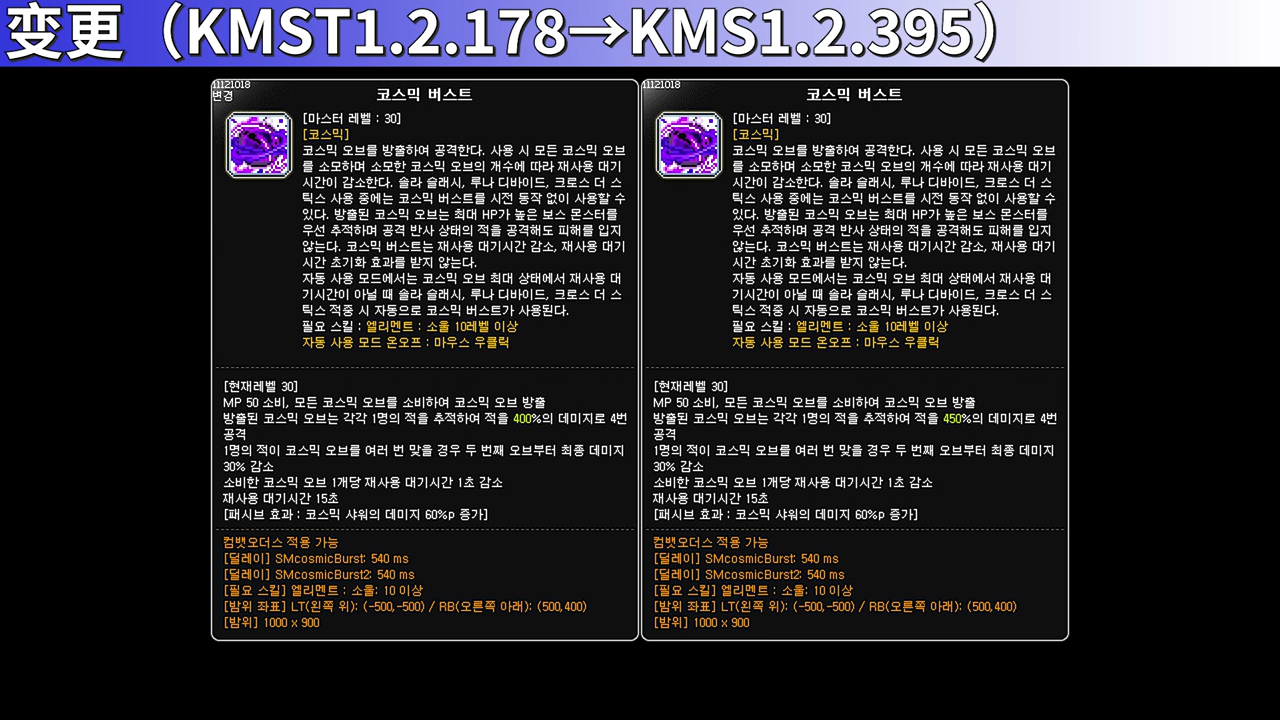 变更（KMST1.2.178→KMS1.2.395）
11121018
변경
코스믹 버스트
[마스터 레벨 : 30]
[코스믹]
코스믹 오브를 방출하여 공격한다. 사용 시 모든 코스믹 오브
를 소모하며 소모한 코스믹 오브의 개수에 따라 재사용 대기
시간이 감소한다. 솔라 슬래시, 루나 디바이드, 크로스 더 스
틱스 사용 중에는 코스믹 버스트를 시전 동작 없이 사용할 수
있다. 방출된 코스믹 오브는 최대 HP가 높은 보스 몬스터를
우선 추적하며 공격 반사 상태의 적을 공격해도 피해를 입지
않는다. 코스믹 버스트는 재사용 대기시간 감소, 재사용 대기
시간 초기화 효과를 받지 않는다.
자동 사용 모드에서는 코스믹 오브 최대 상태에서 재사용 대
기시간이 아닐 때 솔라 슬래시, 루나 디바이드, 크로스 더 스
틱스 적중 시 자동으로 코스믹 버스트가 사용된다.
필요 스킬 : 엘리멘트 : 소울 10레벨 이상
자동 사용 모드 온오프 : 마우스 우클릭
[현재레벨 30]
MP 50 소비, 모든 코스믹 오브를 소비하여 코스믹 오브 방출
방출된 코스믹 오브는 각각 1명의 적을 추적하여 적을 400%의 데미지로 4번
공격
1명의 적이 코스믹 오브를 여러 번 맞을 경우 두 번째 오브부터 최종 데미지
30% 감소
소비한 코스믹 오브 1개당 재사용 대기시간 1초 감소
재사용 대기시간 15초
[패시브 효과 : 코스믹 샤워의 데미지 60%p 증가]
컴뱃오더스 적용 가능
[딜레이] SMcosmicBurst: 540 ms
[딜레이] SMcosmicBurst2: 540 ms
[필요 스킬] 엘리멘트 : 소울: 10 이상
[범위 좌표] LT(왼쪽 위): (-500,-500) / RB(오른쪽 아래): (500,400)
[범위] 1000 x 900
11121018
코스믹 버스트
[마스터 레벨 : 30]
[코스믹]
코스믹 오브를 방출하여 공격한다. 사용 시 모든 코스믹 오브
를 소모하며 소모한 코스믹 오브의 개수에 따라 재사용 대기
시간이 감소한다. 솔라 슬래시, 루나 디바이드, 크로스 더 스
틱스 사용 중에는 코스믹 버스트를 시전 동작 없이 사용할 수
있다. 방출된 코스믹 오브는 최대 HP가 높은 보스 몬스터를
우선 추적하며 공격 반사 상태의 적을 공격해도 피해를 입지
않는다. 코스믹 버스트는 재사용 대기시간 감소, 재사용 대기
시간 초기화 효과를 받지 않는다.
자동 사용 모드에서는 코스믹 오브 최대 상태에서 재사용 대
기시간이 아닐 때 솔라 슬래시, 루나 디바이드, 크로스 더 스
틱스 적중 시 자동으로 코스믹 버스트가 사용된다.
필요 스킬 : 엘리멘트 : 소울 10레벨 이상
자동 사용 모드 온오프 : 마우스 우클릭
[현재레벨 30]
MP 50 소비, 모든 코스믹 오브를 소비하여 코스믹 오브 방출
방출된 코스믹 오브는 각각 1명의 적을 추적하여 적을 450%의 데미지로 4번
공격
1명의 적이 코스믹 오브를 여러 번 맞을 경우 두 번째 오브부터 최종 데미지
30% 감소
소비한 코스믹 오브 1개당 재사용 대기시간 1초 감소
재사용 대기시간 15초
[패시브 효과 : 코스믹 샤워의 데미지 60%p 증가]
컴뱃오더스 적용 가능
[딜레이] SMcosmicBurst: 540 ms
[딜레이] SMcosmicBurst2: 540 ms
[필요 스킬] 엘리멘트 : 소울: 10 이상
[범위 좌표] LT(왼쪽 위): (-500,-500) / RB(오른쪽 아래): (500,400)
[범위] 1000 x 900